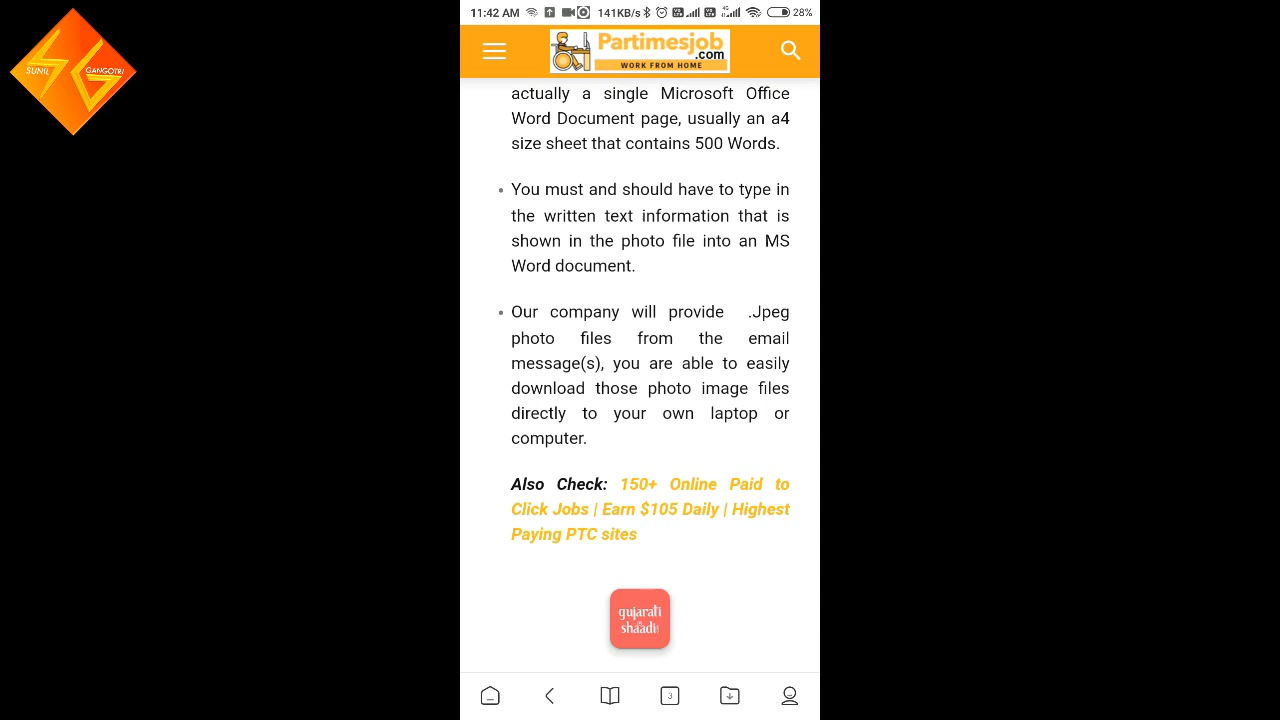 SUNIL
GANGOTRI
11:42 AM 141KB/s 28%
Partimesjob
.com
WORK FROM HOME
actually a single Microsoft Office
Word Document page, usually an a4
size sheet that contains 500 Words.
• You must and should have to type in
the written text information that is
shown in the photo file into an MS
Word document.
• Our company will provide .Jpeg
photo files from the email
message(s), you are able to easily
download those photo image files
directly to your own laptop or
computer.
Also Check: 150+ Online Paid to
Click Jobs | Earn $105 Daily | Highest
Paying PTC sites
gujarati
shaadi
3